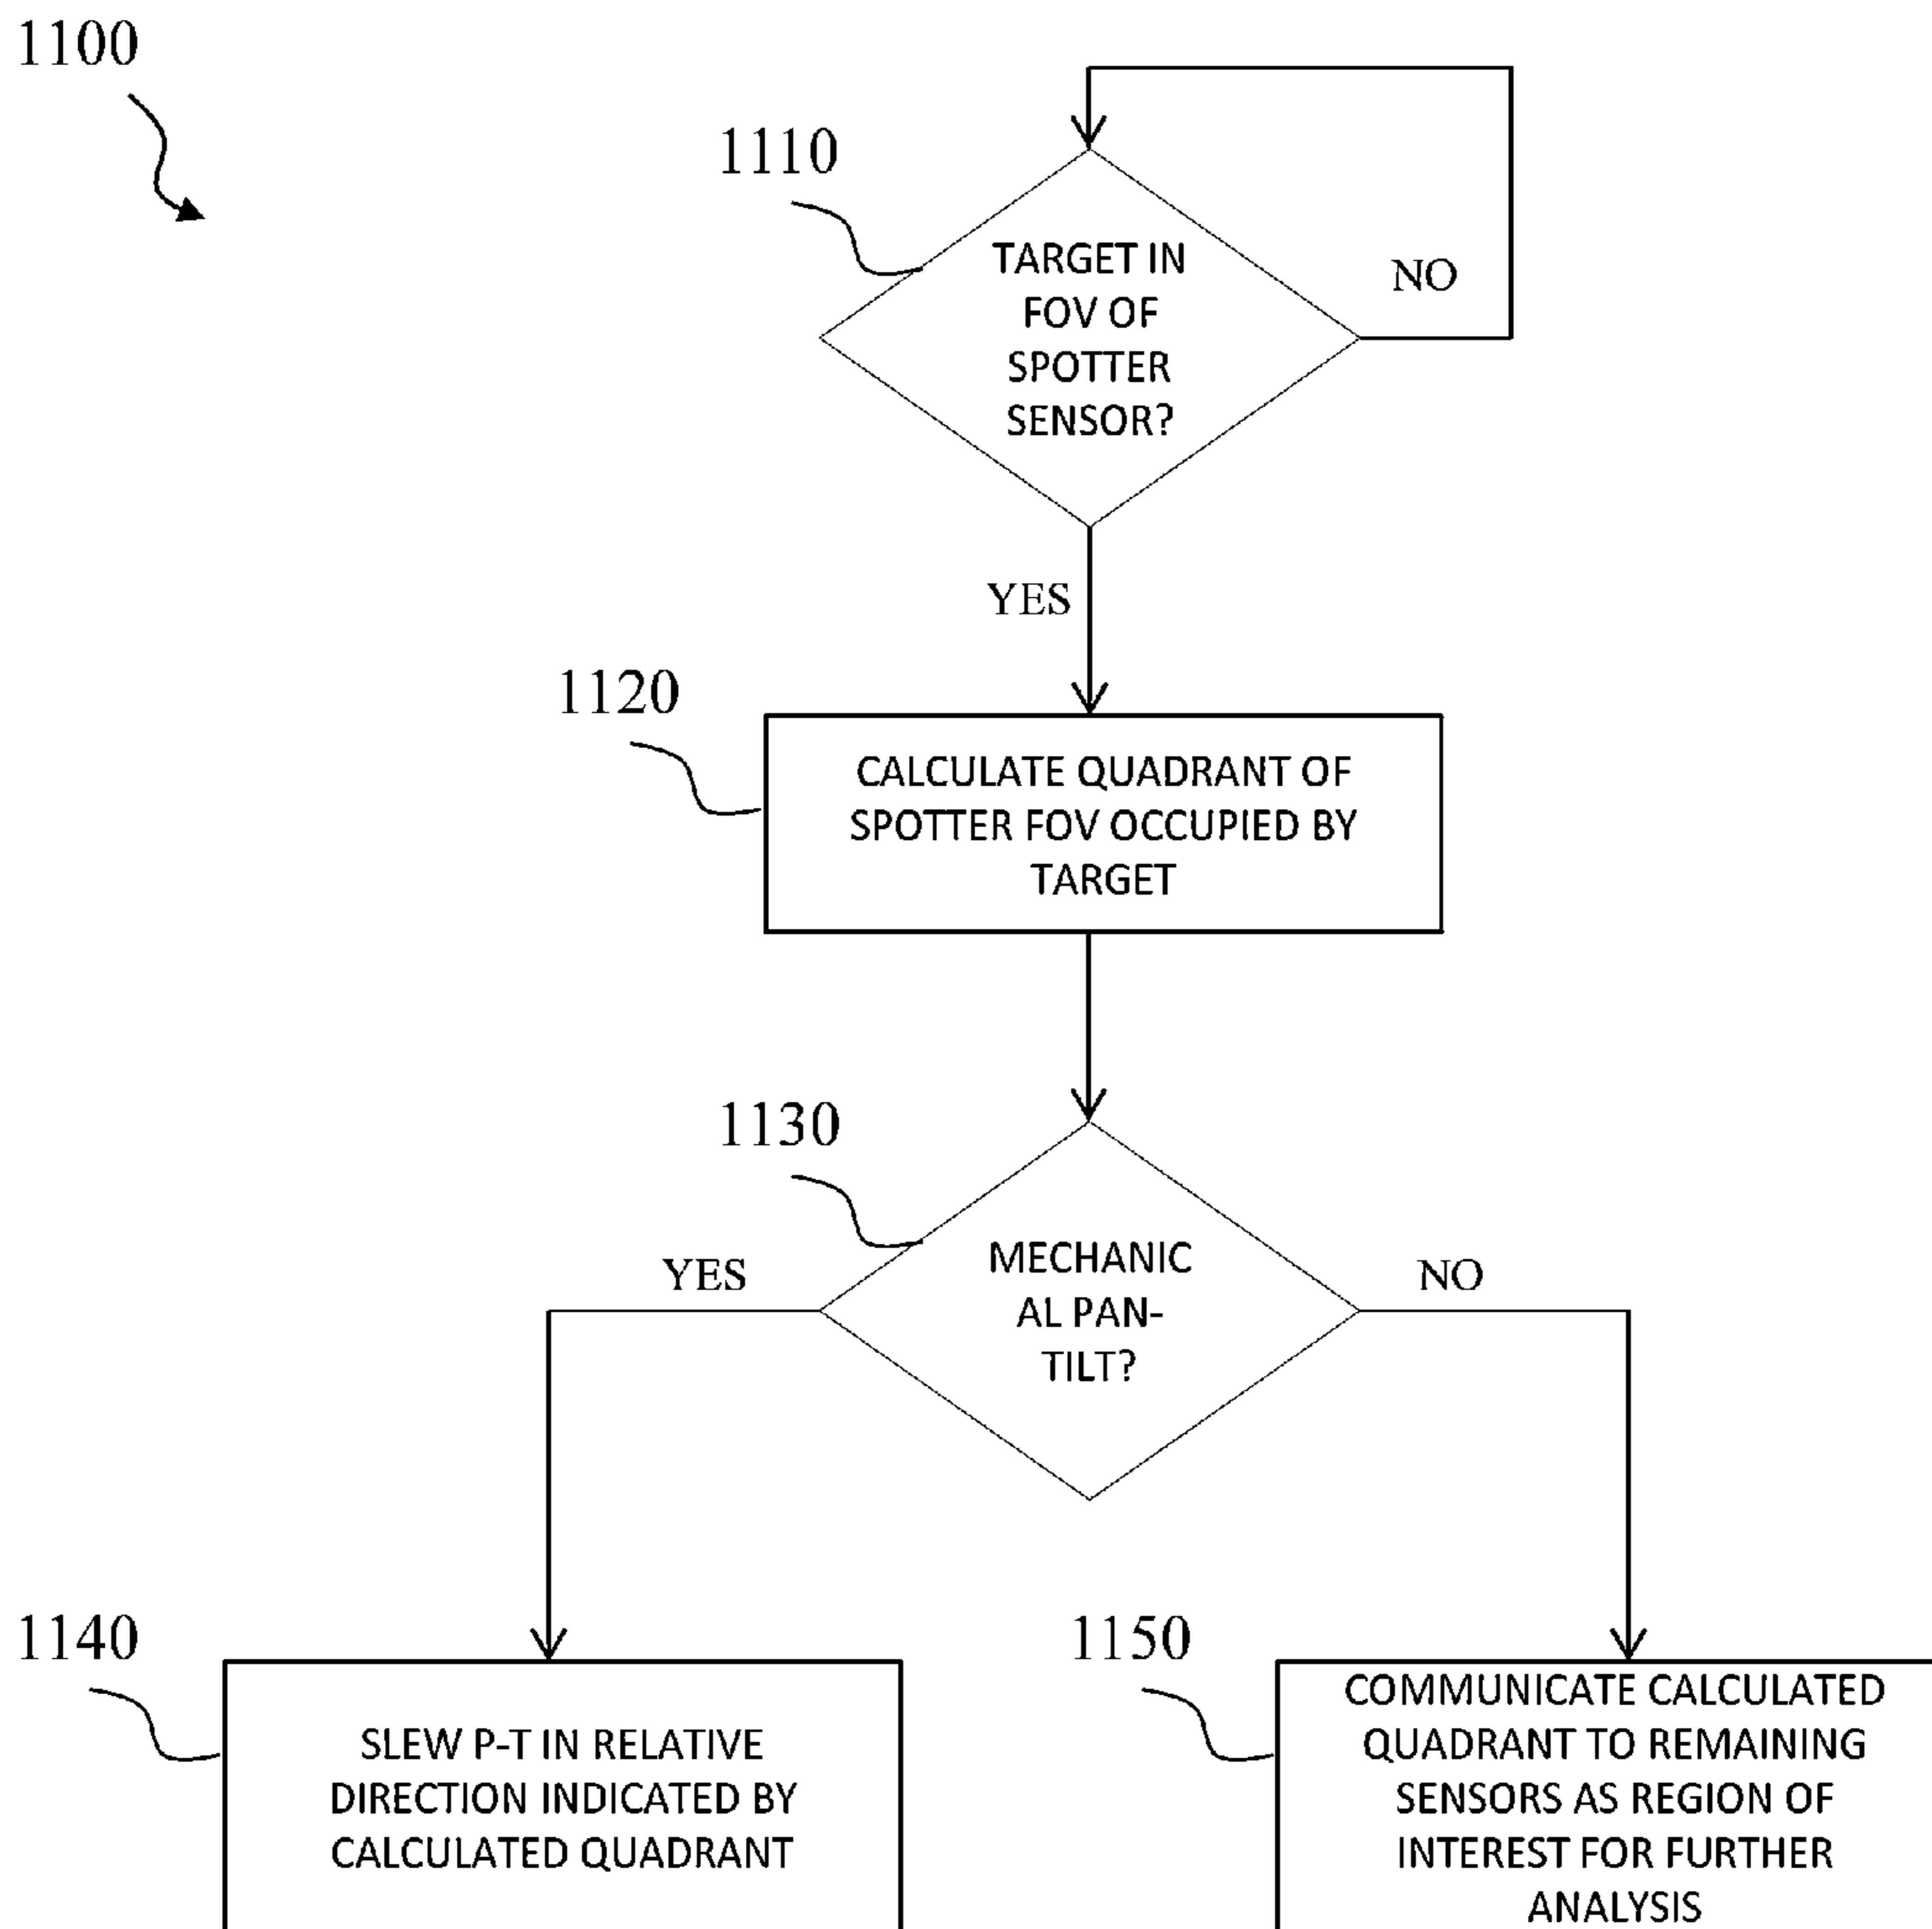 1100
1110
TARGET IN
FOV OF
SPOTTER
SENSOR?
NO
YES
1120
CALCULATE QUADRANT OF
SPOTTER FOV OCCUPIED BY
TARGET
1130
YES
MECHANIC
AL PAN-
TILT?
NO
1140
SLEW P-T IN RELATIVE
DIRECTION INDICATED BY
CALCULATED QUADRANT
1150
COMMUNICATE CALCULATED
QUADRANT TO REMAINING
SENSORS AS REGION OF
INTEREST FOR FURTHER
ANALYSIS